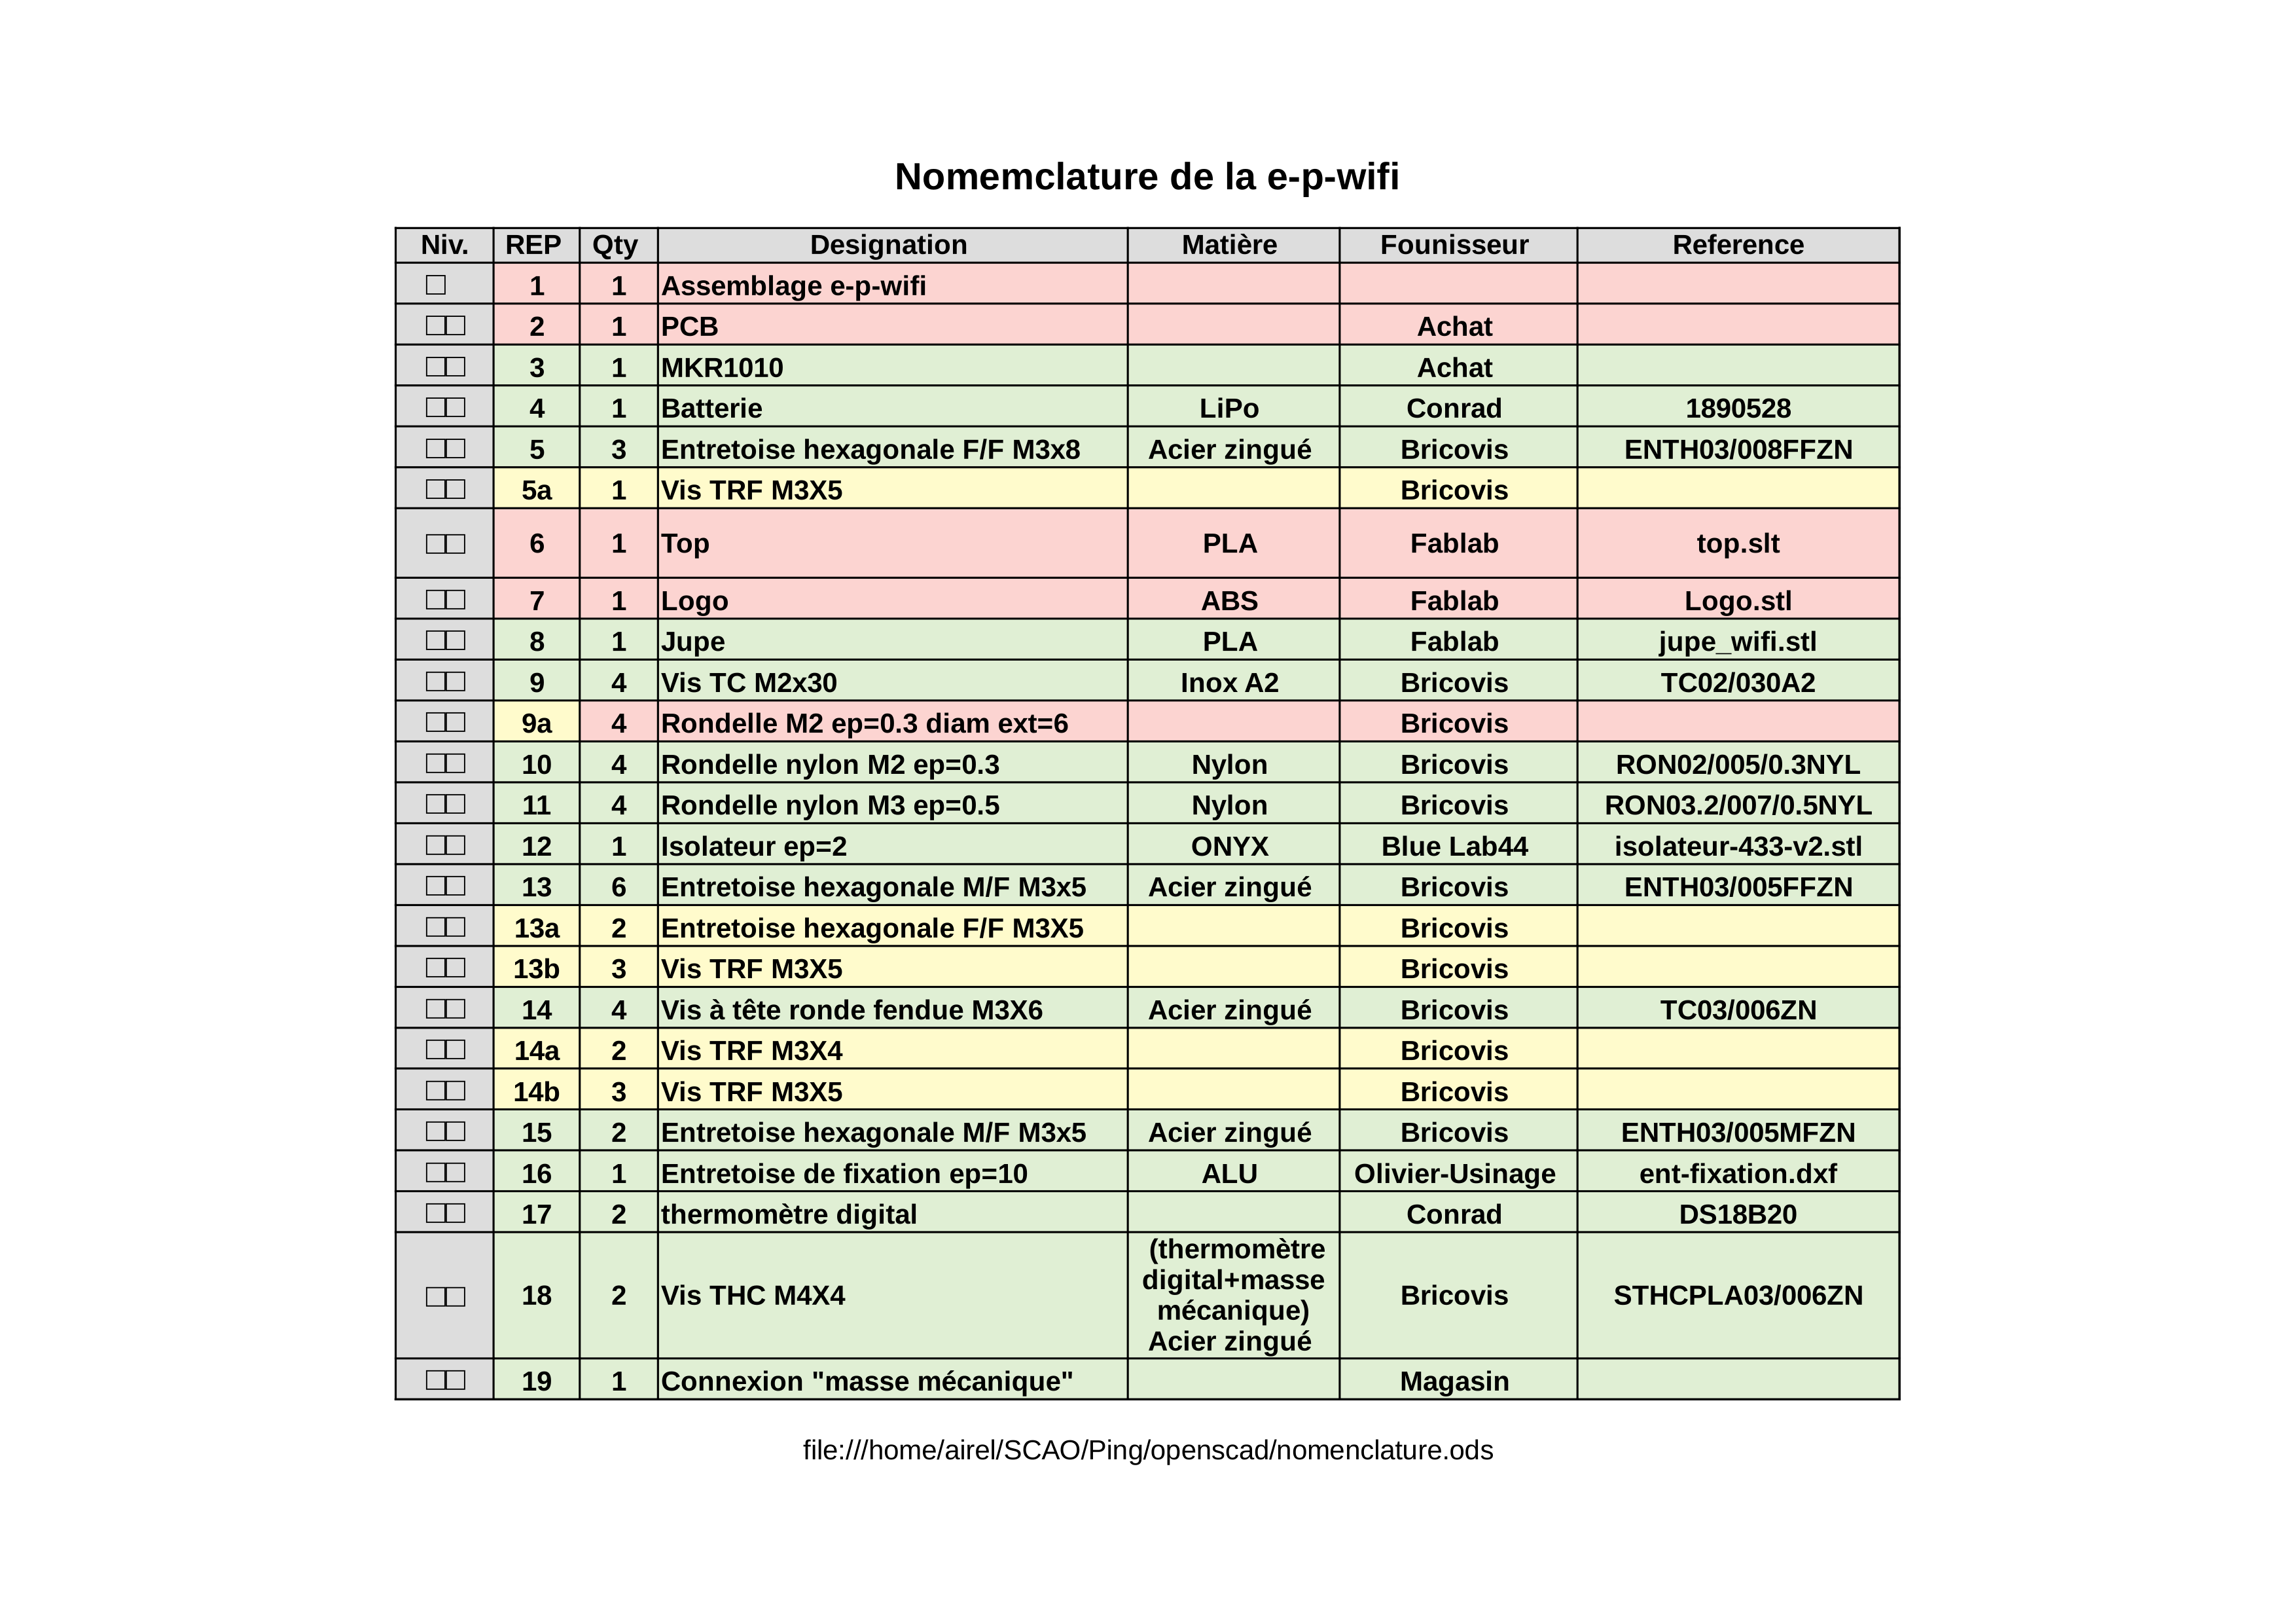 Nomemclature de la e-p-wifi
Niv. REP Qty Designation Matière Founisseur Reference
□ 1 1 Assemblage e-p-wifi
□□ 2 1 PCB Achat
□□ 3 1 MKR1010 Achat
□□ 4 1 Batterie LiPo Conrad 1890528
□□ 5 3 Entretoise hexagonale F/F M3x8 Acier zingué Bricovis ENTH03/008FFZN
□□ 5a 1 Vis TRF M3X5 Bricovis
□□ 6 1 Top PLA Fablab top.slt
□□ 7 1 Logo ABS Fablab Logo.stl
□□ 8 1 Jupe PLA Fablab jupe_wifi.stl
□□ 9 4 Vis TC M2x30 Inox A2 Bricovis TC02/030A2
□□ 9a 4 Rondelle M2 ep=0.3 diam ext=6 Bricovis
□□ 10 4 Rondelle nylon M2 ep=0.3 Nylon Bricovis RON02/005/0.3NYL
□□ 11 4 Rondelle nylon M3 ep=0.5 Nylon Bricovis RON03.2/007/0.5NYL
□□ 12 1 Isolateur ep=2 ONYX Blue Lab44 isolateur-433-v2.stl
□□ 13 6 Entretoise hexagonale M/F M3x5 Acier zingué Bricovis ENTH03/005FFZN
□□ 13a 2 Entretoise hexagonale F/F M3X5 Bricovis
□□ 13b 3 Vis TRF M3X5 Bricovis
□□ 14 4 Vis à tête ronde fendue M3X6 Acier zingué Bricovis TC03/006ZN
□□ 14a 2 Vis TRF M3X4 Bricovis
□□ 14b 3 Vis TRF M3X5 Bricovis
□□ 15 2 Entretoise hexagonale M/F M3x5 Acier zingué Bricovis ENTH03/005MFZN
□□ 16 1 Entretoise de fixation ep=10 ALU Olivier-Usinage ent-fixation.dxf
□□ 17 2 thermomètre digital Conrad DS18B20
(thermomètre
digital+masse
□□ 18 2 Vis THC M4X4 mécanique) Bricovis STHCPLA03/006ZN
Acier zingué
□□ 19 1 Connexion "masse mécanique" Magasin
file:///home/airel/SCAO/Ping/openscad/nomenclature.ods